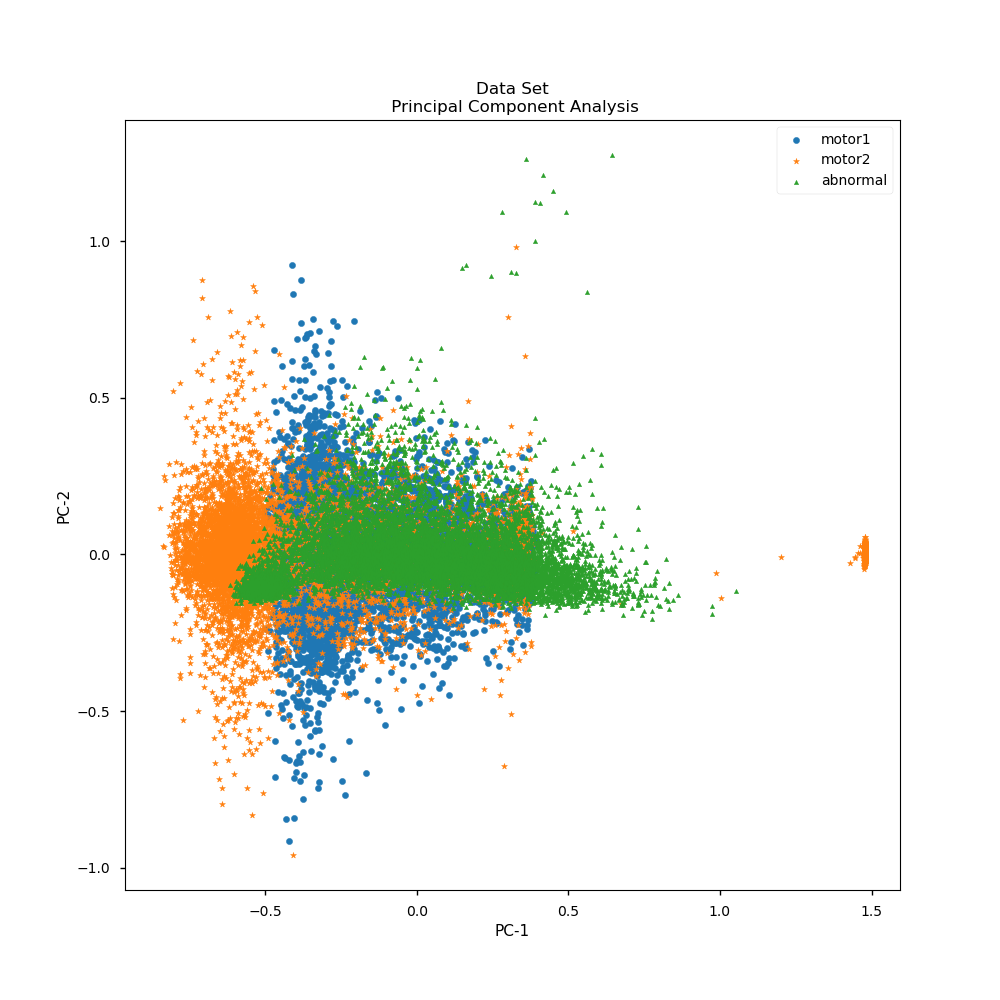 Data Set
Principal Component Analysis
motor1
motor2
abnormal
PC-2
1.0
0.5
0.0
−0.5
−1.0
−0.5
0.0
0.5
1.0
1.5
PC-1